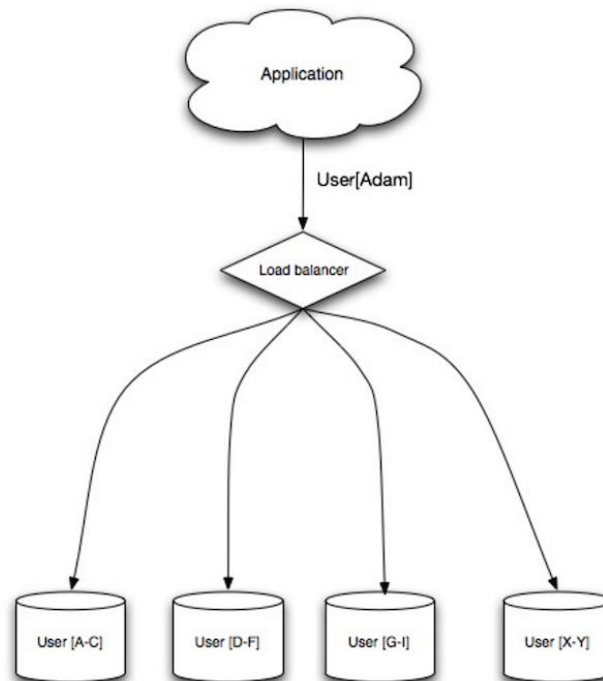 Application
User[Adam]
Load balancer
User [A-C]
User [D-F]
User [G-I]
User [X-Y]